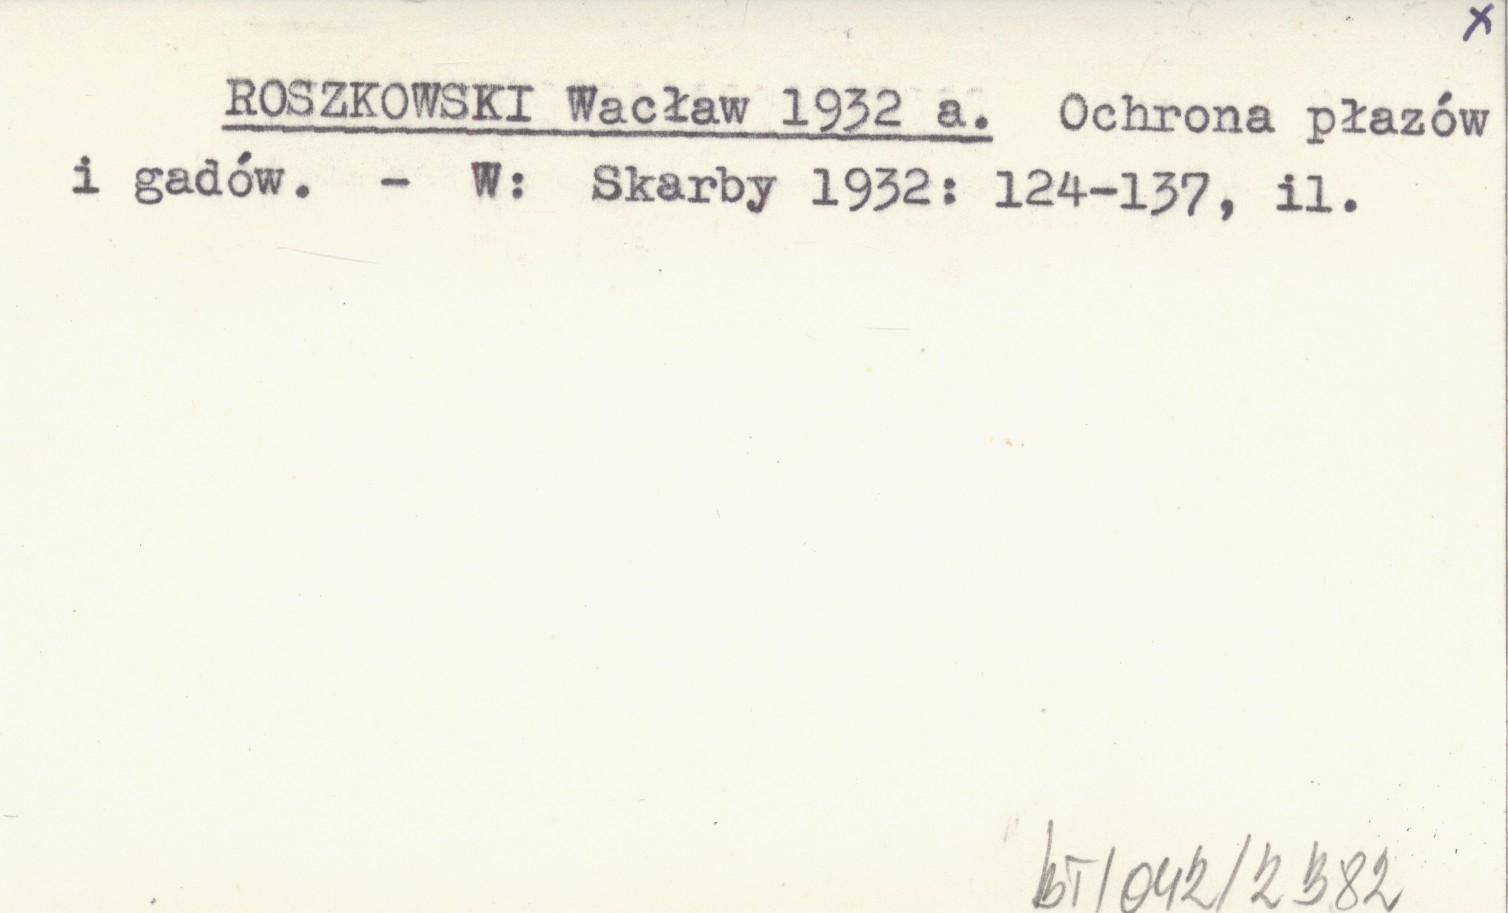 x
ROSZKOWSKI Wacław 1932 a. Ochrona płazów
i gadów. - W: Skarby 1932: 124-137, il.
bT/042/2382